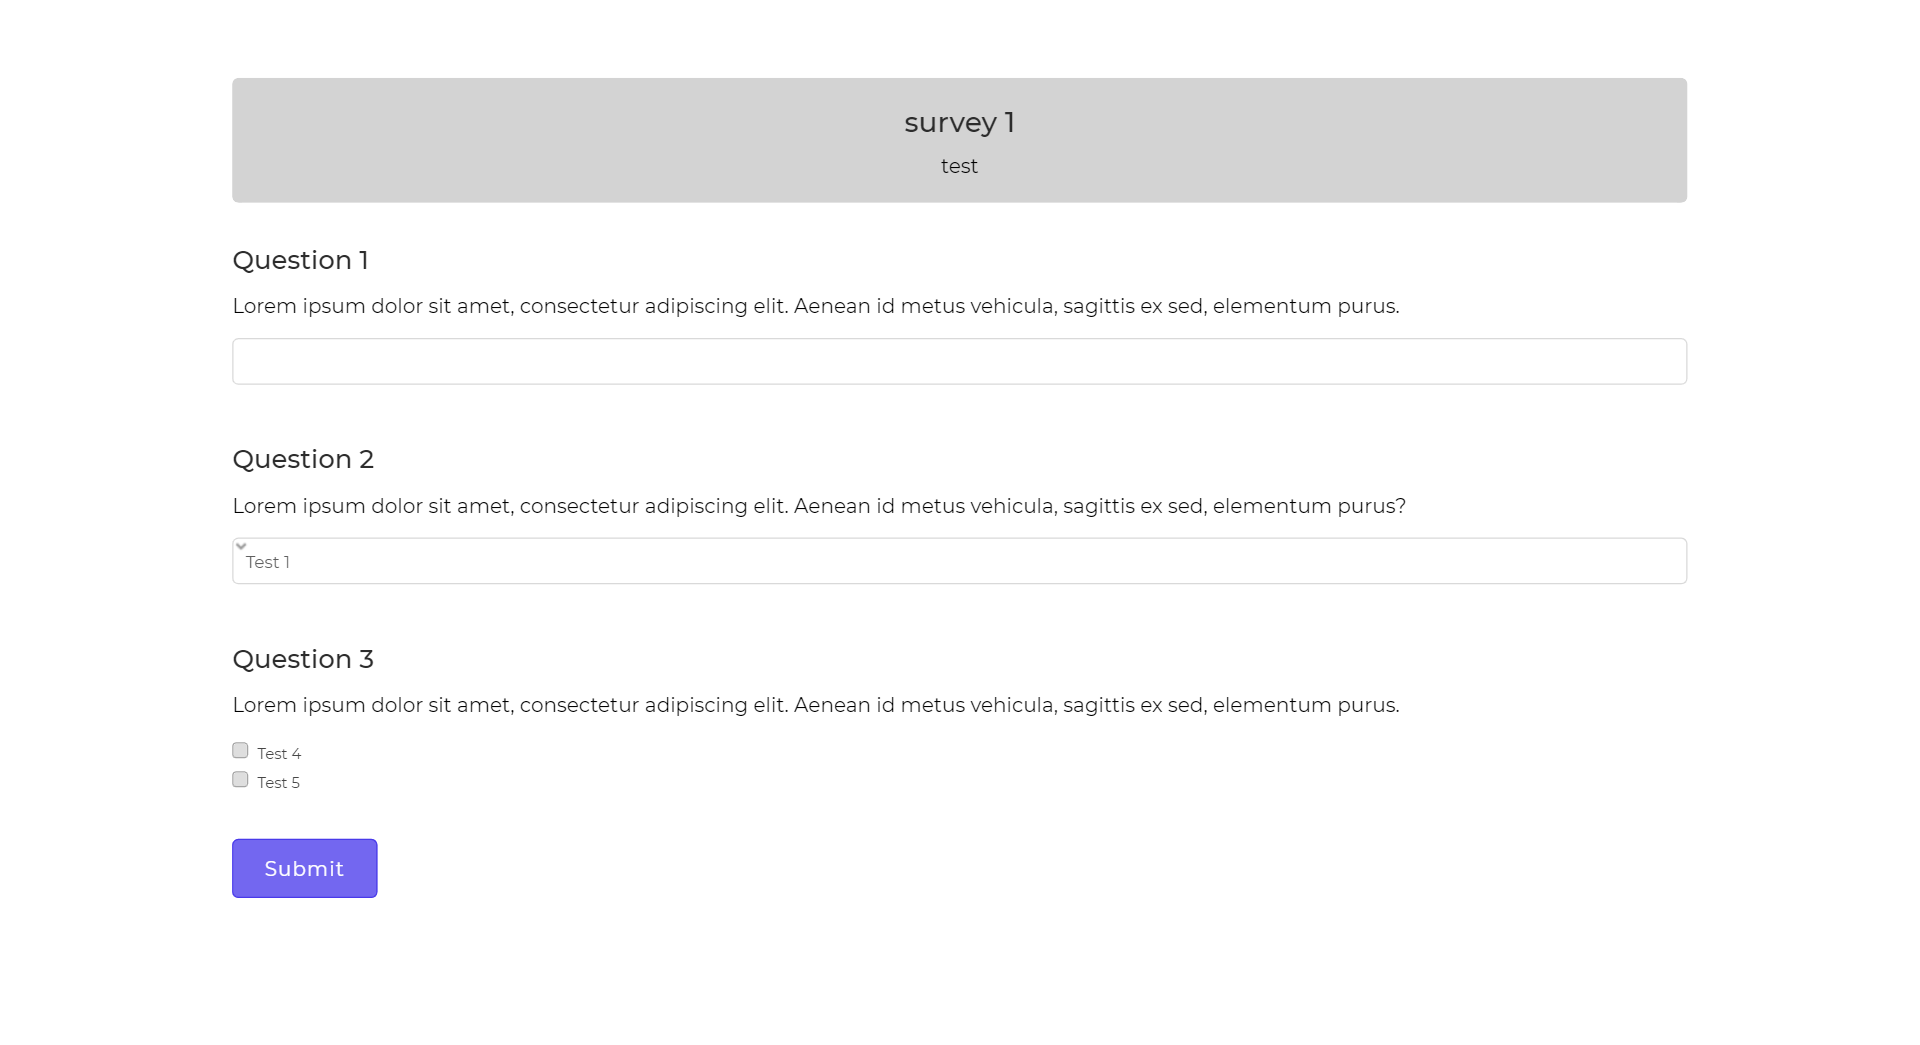 survey 1
test
Question 1
Lorem ipsum dolor sit amet, consectetur adipiscing elit. Aenean id metus vehicula, sagittis ex sed, elementum purus.
Question 2
Lorem ipsum dolor sit amet, consectetur adipiscing elit. Aenean id metus vehicula, sagittis ex sed, elementum purus?
Test 1
Question 3
Lorem ipsum dolor sit amet, consectetur adipiscing elit. Aenean id metus vehicula, sagittis ex sed, elementum purus.
Test 4
Test 5
Submit